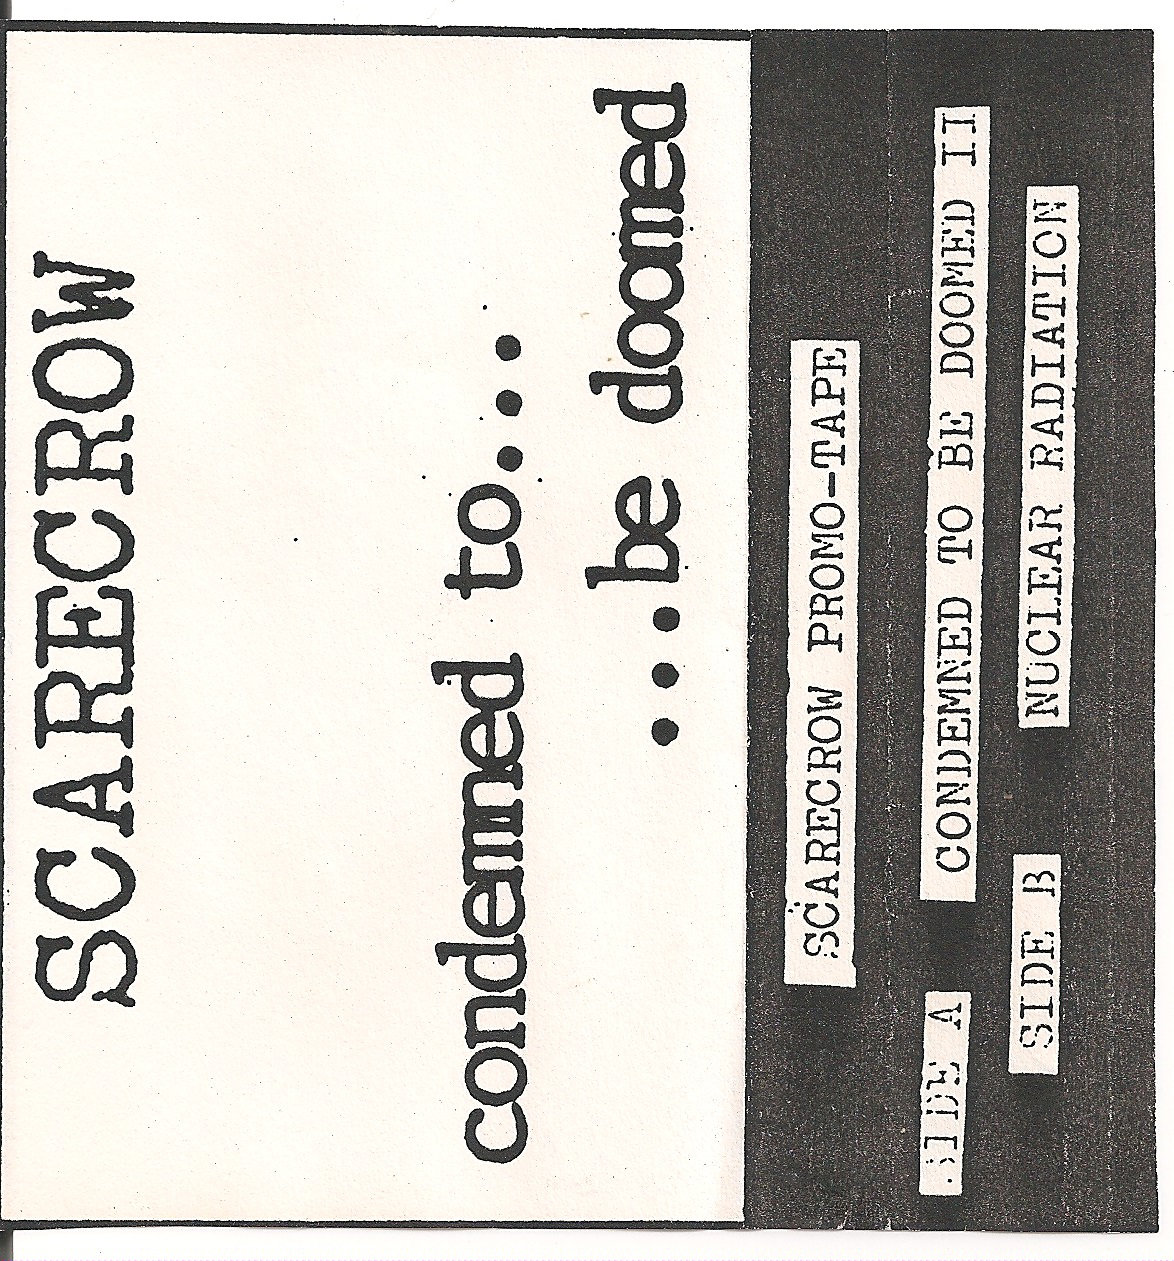 SCARECROW
condemned to...
...be doomed
SCARECROW PROMO-TAPE
SIDE A CONDEMNED TO BE DOOMED II
SIDE B NUCLEAR RADIATION